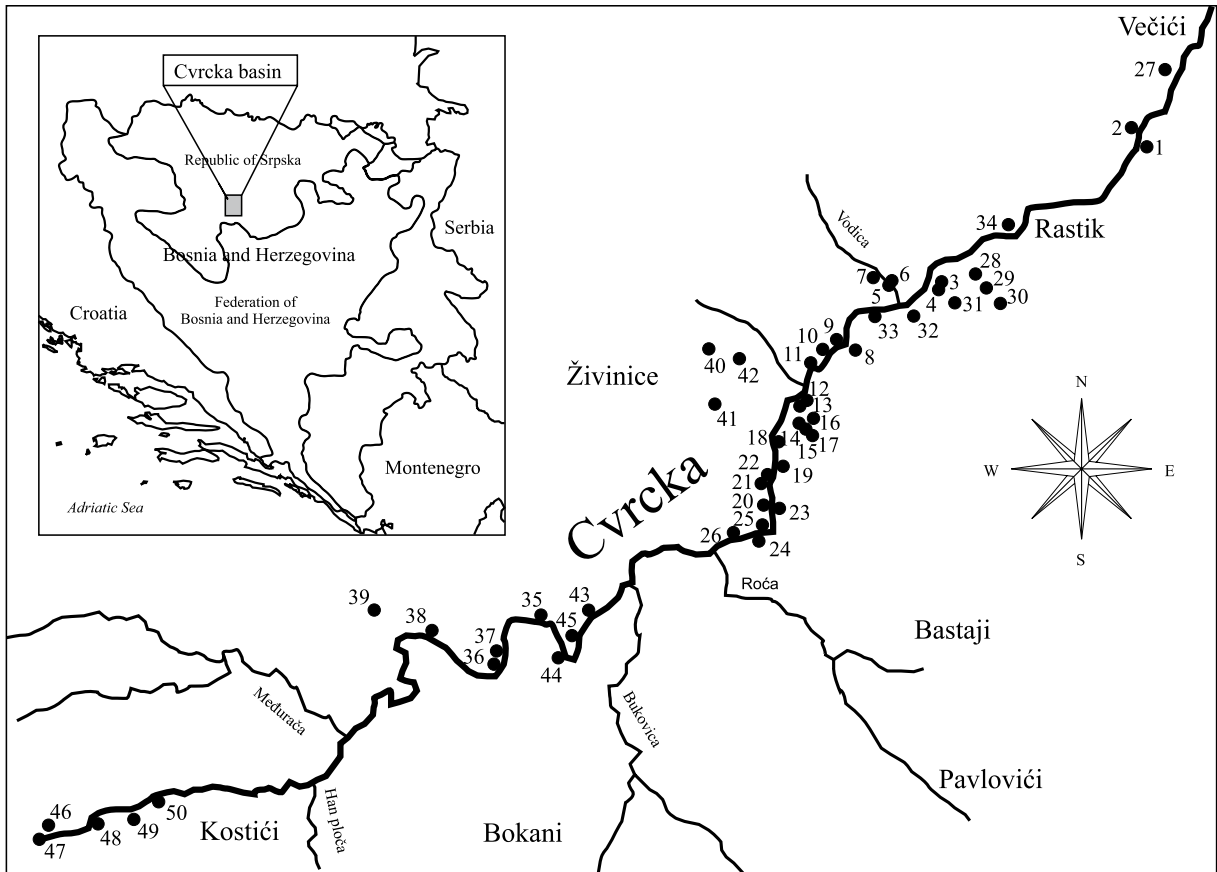 Večići
27
2
1
Cvrcka basin
Republic of Srpska
Serbia
Bosnia and Herzegovina
Croatia
Federation of
Bosnia and Herzegovina
Montenegro
Adriatic Sea
Vodica
34
Rastik
28
7
6
3
29
5
4
31
30
33
32
9
10
8
11
40
42
Živinice
12
13
41
16
14
17
18
15
19
22
21
20
23
25
26
24
Cvrcka
N
W
E
S
Roća
Bastaji
39
38
35
43
45
37
36
44
Međurača
Bukovica
Pavlovići
Han ploča
46
50
47
48
49
Kostići
Bokani